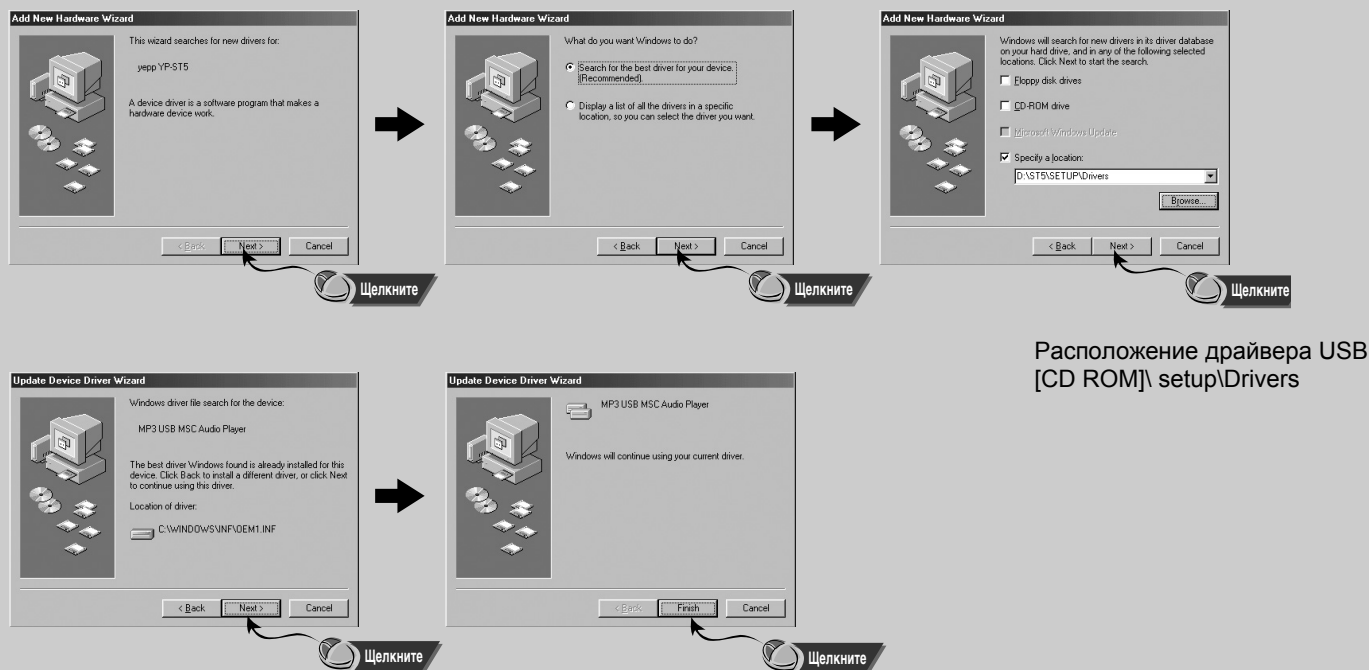 Add New Hardware Wizard
This wizard searches for new drivers for:
yepp YP-ST5
A device driver is a software program that makes a
hardware device work.
< Back
Next >
Cancel
Щелкните
Add New Hardware Wizard
What do you want Windows to do?
Search for the best driver for your device.
(Recommended).
Display a list of all the drivers in a specific
location, so you can select the driver you want.
< Back
Next >
Cancel
Щелкните
Add New Hardware Wizard
Windows will search for new drivers in its driver database
on your hard drive, and in any of the following selected
locations. Click Next to start the search.
Floppy disk drives
CD-ROM drive
Microsoft Windows Update
Specify a location:
D:\ST5\SETUP\Drivers
Browse...
< Back
Next >
Cancel
Щелкните
Расположение драйвера USB
[CD ROM]\ setup\Drivers
Update Device Driver Wizard
Windows driver file search for the device:
MP3 USB MSC Audio Player
The best driver Windows found is already installed for this
device. Click Back to install a different driver, or click Next
to continue using this driver.
Location of driver:
C:\WINDOWS\INF\OEM1.INF
< Back
Next >
Cancel
Щелкните
Update Device Driver Wizard
MP3 USB MSC Audio Player
Windows will continue using your current driver.
< Back
Finish
Cancel
Щелкните